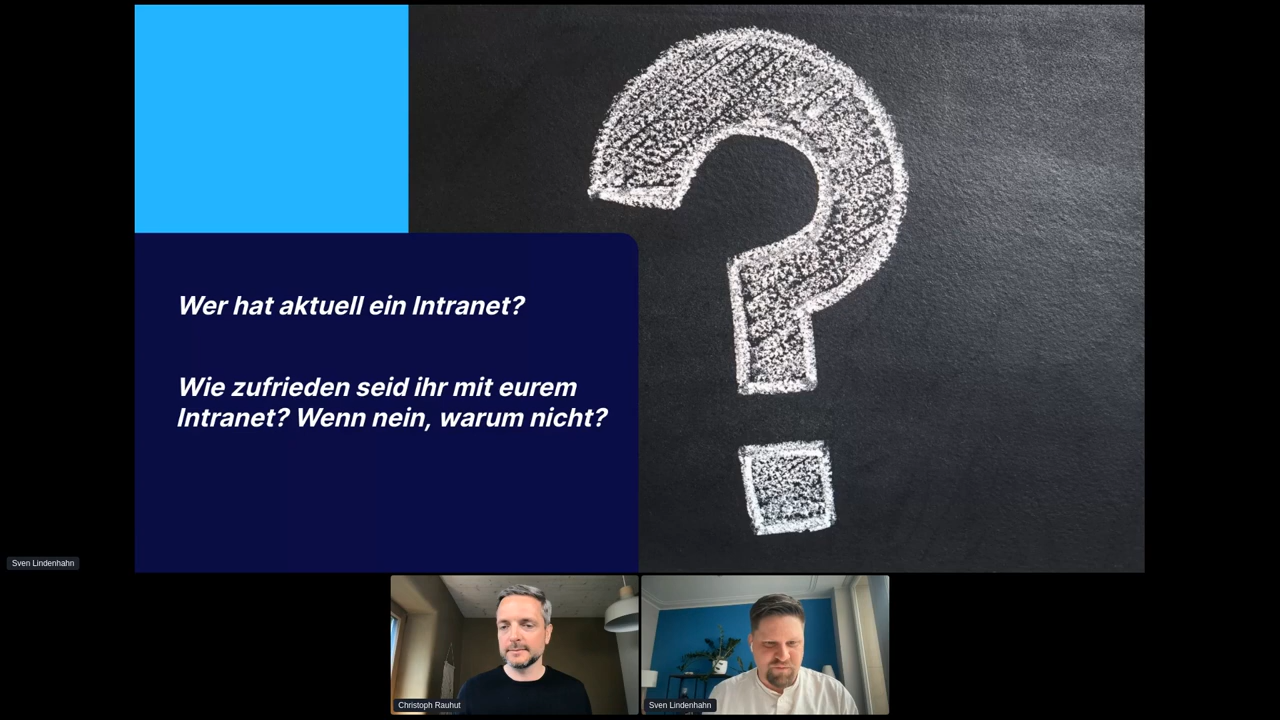 Wer hat aktuell ein Intranet?
Wie zufrieden seid ihr mit eurem
Intranet? Wenn nein, warum nicht?
Sven Lindenhahn
Christoph Rauhut
Sven Lindenhahn